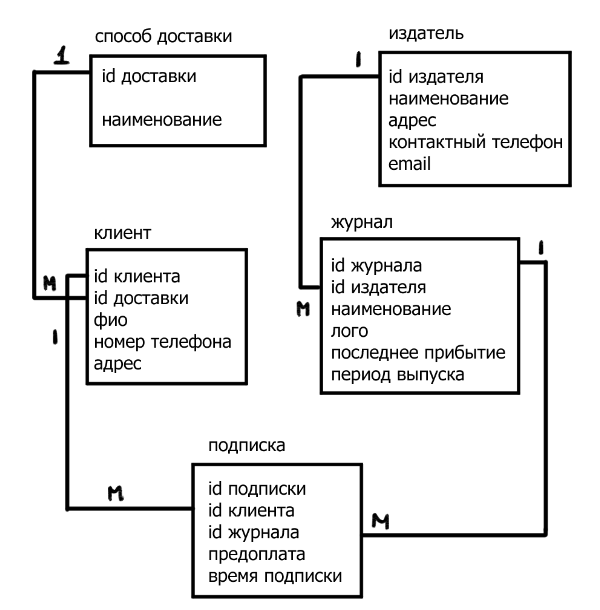 способ доставки
1
id доставки
наименование
издатель
1
id издателя
наименование
адрес
контактный телефон
email
клиент
м
1
id клиента
id доставки
фио
номер телефона
адрес
журнал
1
м
id журнала
id издателя
наименование
лого
последнее прибытие
период выпуска
подписка
м
м
id подписки
id клиента
id журнала
предоплата
время подписки